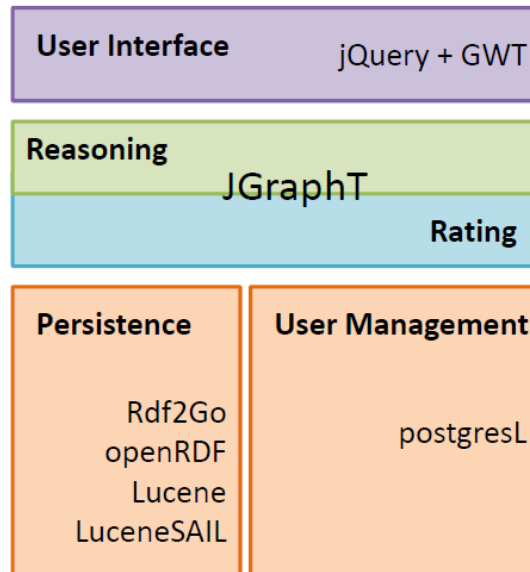 User Interface
jQuery + GWT
Reasoning
JGraphT
Rating
Persistence
Rdf2Go
openRDF
Lucene
LuceneSAIL
User Management
postgresL